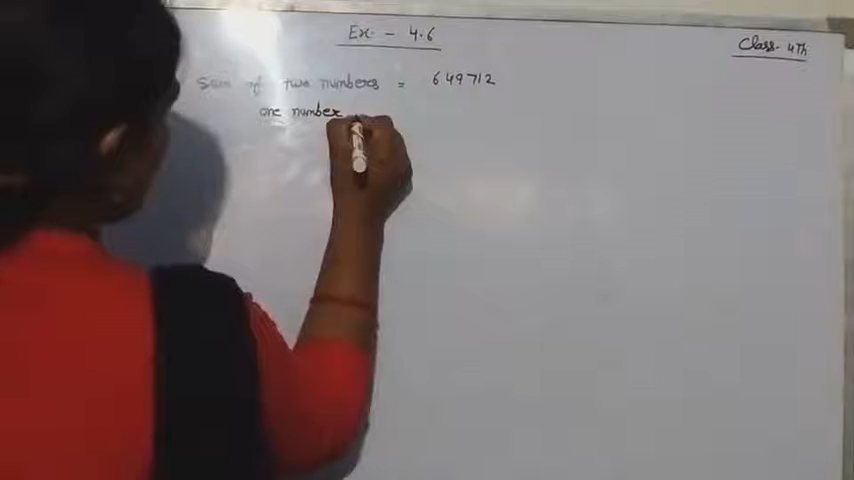 Ex. - 4.6
Class- 4Th
Sum of two numbers = 649712
one number